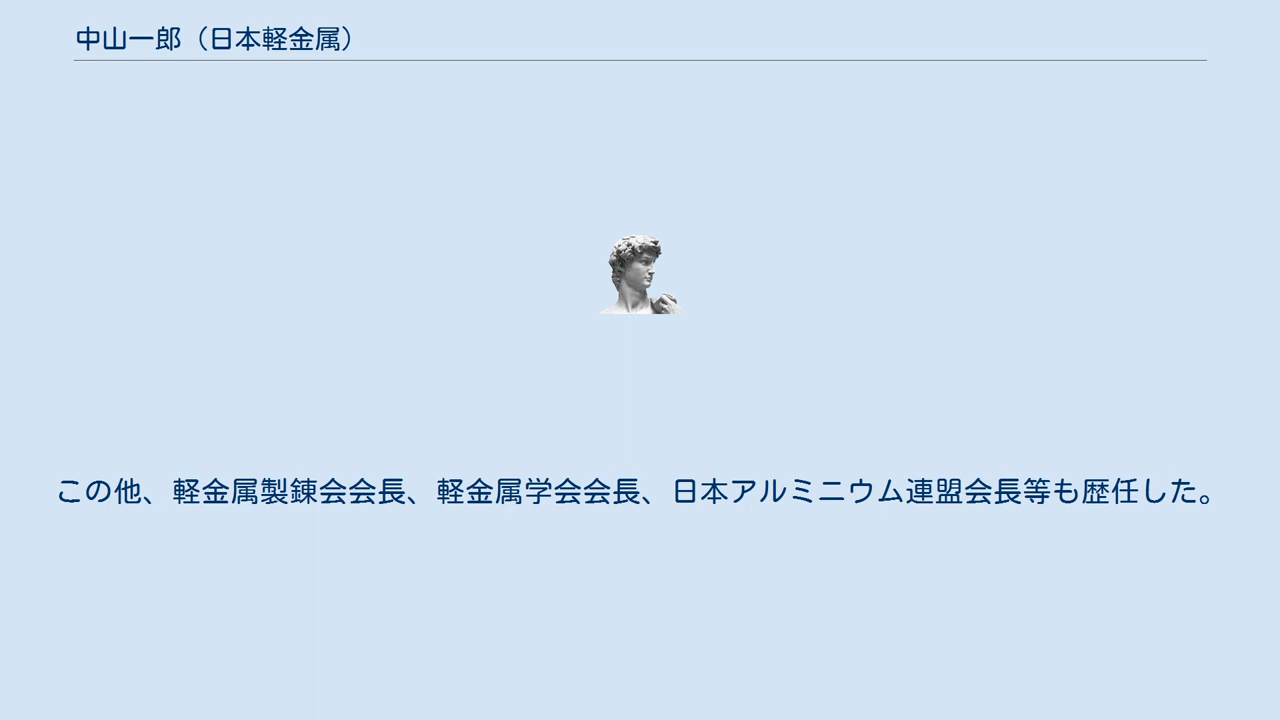 中山一郎（日本軽金属）
この他、軽金属製錬会会長、軽金属学会会長、日本アルミニウム連盟会長等も歴任した。